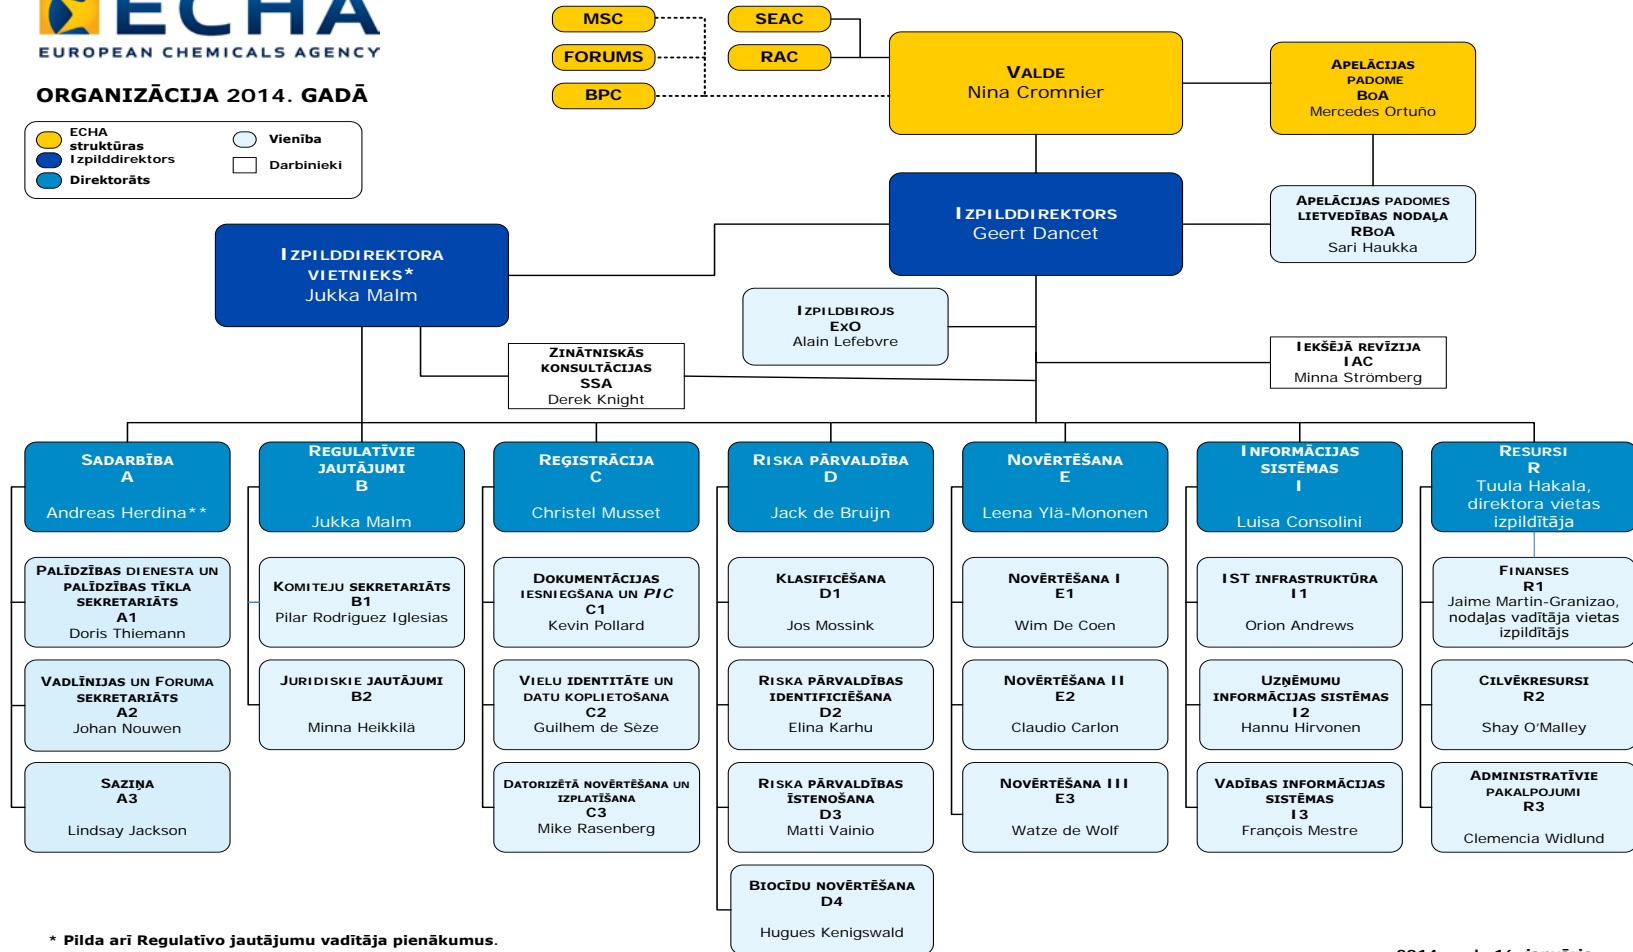 ECHA
EUROPEAN CHEMICALS AGENCY
ORGANIZĀCIJA 2014. GADĀ
ECHA
struktūras
Izpilddirektors
Direktorāts
Vienība
Darbinieki
MSC
FORUMS
BPC
SEAC
RAC
VALDE
Nina Cromnier
APELĀCIJAS
PADOME
BOA
Mercedes Ortuño
APELĀCIJAS PADOMES
LIETVEDĪBAS NODAĻA
RBOA
Sari Haukka
IZPILDDIREKTORS
Geert Dancet
IZPILDDIREKTORA
VIETNIEKS*
Jukka Malm
IZPILDBIROJS
ExO
Alain Lefebvre
ZINĀTNISKĀS
KONSULTĀCIJAS
SSA
Derek Knight
IEKŠĒJĀ REVĪZIJA
IAC
Minna Strömberg
SADARBĪBA
A
Andreas Herdina**
REGULATĪVIE
JAUTĀJUMI
B
Jukka Malm
REĢISTRĀCIJA
C
Christel Musset
RISKA PĀRVALDĪBA
D
Jack de Bruijn
NOVĒRTĒŠANA
E
Leena Ylä-Mononen
INFORMĀCIJAS
SISTĒMAS
I
Luisa Consolini
RESURSI
R
Tuula Hakala,
direktora vietas
izpildītāja
PALĪDZĪBAS DIENESTA UN
PALĪDZĪBAS TĪKLA
SEKRETARIĀTS
A1
Doris Thiemann
KOMITEJU SEKRETARIĀTS
B1
Pilar Rodriguez Iglesias
DOKUMENTĀCIJAS
IESNIEGŠANA UN PIC
C1
Kevin Pollard
KLASIFICĒŠANA
D1
Jos Mossink
NOVĒRTĒŠANA I
E1
Wim De Coen
IST INFRASTRUKTŪRA
I1
Orion Andrews
FINANSES
R1
Jaime Martin-Granizao,
nodaļas vadītāja vietas
izpildītājs
VADLĪNIJAS UN FORUMA
SEKRETARIĀTS
A2
Johan Nouwen
JURIDISKIE JAUTĀJUMI
B2
Minna Heikkilä
VIELU IDENTITĀTE UN
DATU KOPLIETOŠANA
C2
Guilhem de Sèze
RISKA PĀRVALDĪBAS
IDENTIFICIĒŠANA
D2
Elina Karhu
NOVĒRTĒŠANA II
E2
Claudio Carlon
UZŅĒMUMU
INFORMĀCIJAS SISTĒMAS
I2
Hannu Hirvonen
CILVĒKRESURSI
R2
Shay O'Malley
SAZIŅA
A3
Lindsay Jackson
DATORIZĒTĀ NOVĒRTĒŠANA UN
IZPLATĪŠANA
C3
Mike Rasenberg
RISKA PĀRVALDĪBAS
ĪSTENOŠANA
D3
Matti Vainio
NOVĒRTĒŠANA III
E3
Watze de Wolf
VADĪBAS INFORMĀCIJAS
SISTĒMAS
I3
François Mestre
ADMINISTRATĪVIE
PAKALPOJUMI
R3
Clemencia Widlund
BIOCĪDU NOVĒRTĒŠANA
D4
Hugues Kenigswald
* Pilda arī Regulatīvo jautājumu vadītāja pienākumus.